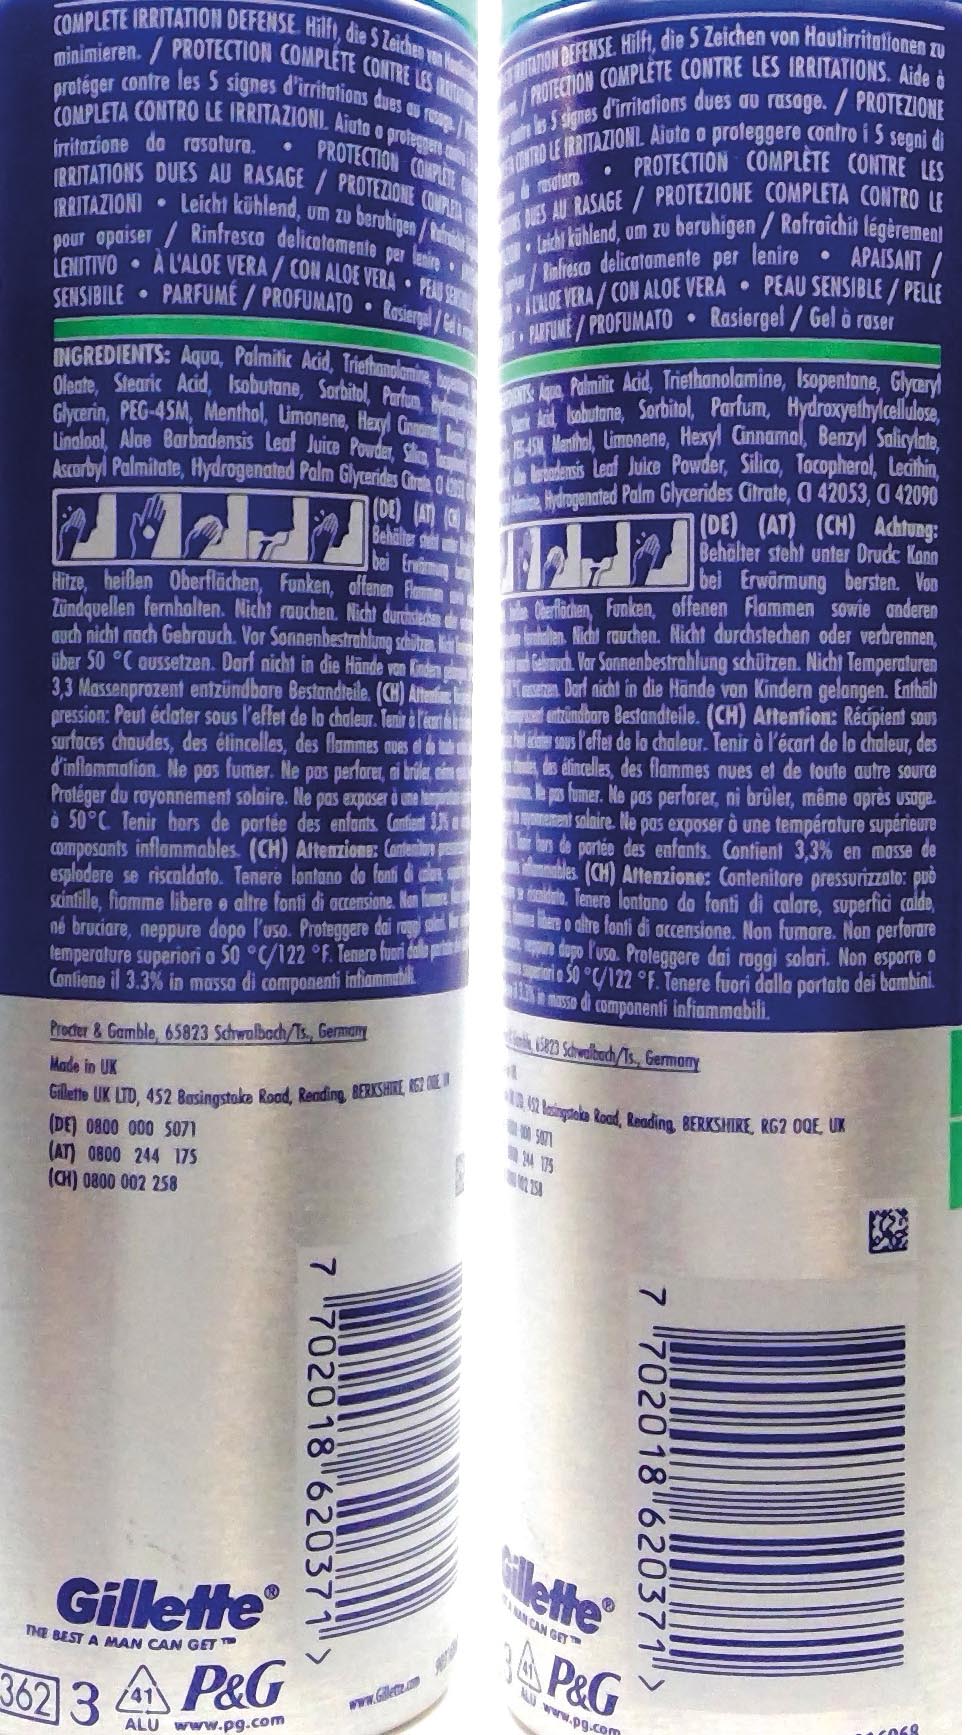 COMPLETE IRRITATION DEFENSE. Hilft, die 5 Zeichen von Hautirritationen zu
minimieren. / PROTECTION COMPLÈTE CONTRE LES IRRITATIONS. Aide à
protéger contre les 5 signes d'irritations dues au rasage. / PROTEZIONE
COMPLETA CONTRO LE IRRITAZIONI. Aiuta a proteggere contro i 5 segni di
irritazione da rasatura. • PROTECTION COMPLÈTE CONTRE LES
IRRITATIONS DUES AU RASAGE / PROTEZIONE COMPLETA CONTRO LE
IRRITAZIONI • Leicht kühlend, um zu beruhigen / Rafraîchit légèrement
pour apaiser / Rinfresca delicatamente per lenire • APAISANT /
LENITIVO • À L'ALOE VERA / CON ALOE VERA • PEAU SENSIBLE / PELLE
SENSIBILE • PARFUMÉ / PROFUMATO • Rasiergel / Gel à raser
INGREDIENTS: Aqua, Palmitic Acid, Triethanolamine, Isopentane, Glyceryl
Oleate, Stearic Acid, Isobutane, Sorbitol, Parfum, Hydroxyethylcellulose,
Glycerin, PEG-45M, Menthol, Limonene, Hexyl Cinnamal, Benzyl Salicylate,
Linalool, Aloe Barbadensis Leaf Juice Powder, Silica, Tocopherol, Lecithin,
Ascorbyl Palmitate, Hydrogenated Palm Glycerides Citrate, CI 42053, CI 42090
(DE) (AT) (CH) Achtung:
Behälter steht unter Druck: Kann
bei Erwärmung bersten. Von
Hitze, heißen Oberflächen, Funken, offenen Flammen sowie anderen
Zündquellen fernhalten. Nicht rauchen. Nicht durchstechen oder verbrennen,
auch nicht nach Gebrauch. Vor Sonnenbestrahlung schützen. Nicht Temperaturen
über 50 °C aussetzen. Darf nicht in die Hände von Kindern gelangen. Enthält
3,3 Massenprozent entzündbare Bestandteile. (CH) Attention: Récipient sous
pression: Peut éclater sous l'effet de la chaleur. Tenir à l'écart de la chaleur, des
surfaces chaudes, des étincelles, des flammes nues et de toute autre source
d'inflammation. Ne pas fumer. Ne pas perforer, ni brûler, même après usage.
Protéger du rayonnement solaire. Ne pas exposer à une température supérieure
à 50°C. Tenir hors de portée des enfants. Contient 3,3% en masse de
composants inflammables. (CH) Attenzione: Contenitore pressurizzato: può
esplodere se riscaldato. Tenere lontano da fonti di calore, superfici calde,
scintille, fiamme libere o altre fonti di accensione. Non fumare. Non perforare
né bruciare, neppure dopo l'uso. Proteggere dai raggi solari. Non esporre a
temperature superiori a 50 °C/122 °F. Tenere fuori dalla portata dei bambini.
Contiene il 3.3% in massa di componenti infiammabili.
Procter & Gamble, 65823 Schwalbach/Ts., Germany
Made in UK
Gillette UK LTD, 452 Basingstoke Road, Reading, BERKSHIRE, RG2 0QE, UK
(DE) 0800 000 5071
(AT) 0800 244 175
(CH) 0800 002 258
7 702018 620371 >
Gillette®
THE BEST A MAN CAN GET™
362 3 41 P&G
ALU www.pg.com
www.Gillette.com
7 702018 620371 >
Gillette®
A MAN CAN GET™
41 P&G
ALU www.pg.com